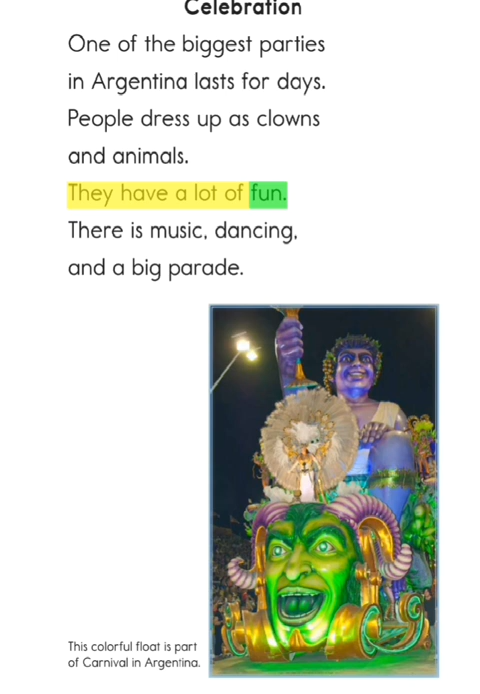 Celebration
One of the biggest parties
in Argentina lasts for days.
People dress up as clowns
and animals.
They have a lot of fun.
There is music, dancing,
and a big parade.
This colorful float is part
of Carnival in Argentina.